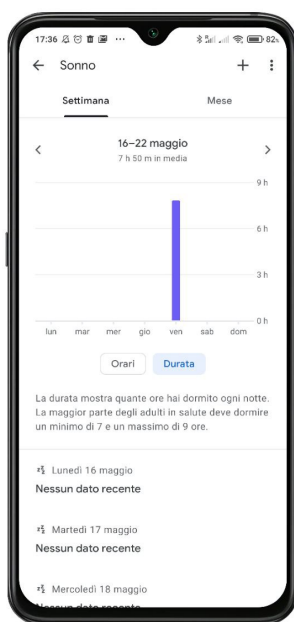 17:36 82%
Sonno
Settimana Mese
16–22 maggio
7 h 50 m in media
9 h
6 h
3 h
0 h
lun mar mer gio ven sab dom
Orari Durata
La durata mostra quante ore hai dormito ogni notte.
La maggior parte degli adulti in salute deve dormire
un minimo di 7 e un massimo di 9 ore.
Lunedì 16 maggio
Nessun dato recente
Martedì 17 maggio
Nessun dato recente
Mercoledì 18 maggio
Nessun dato recente